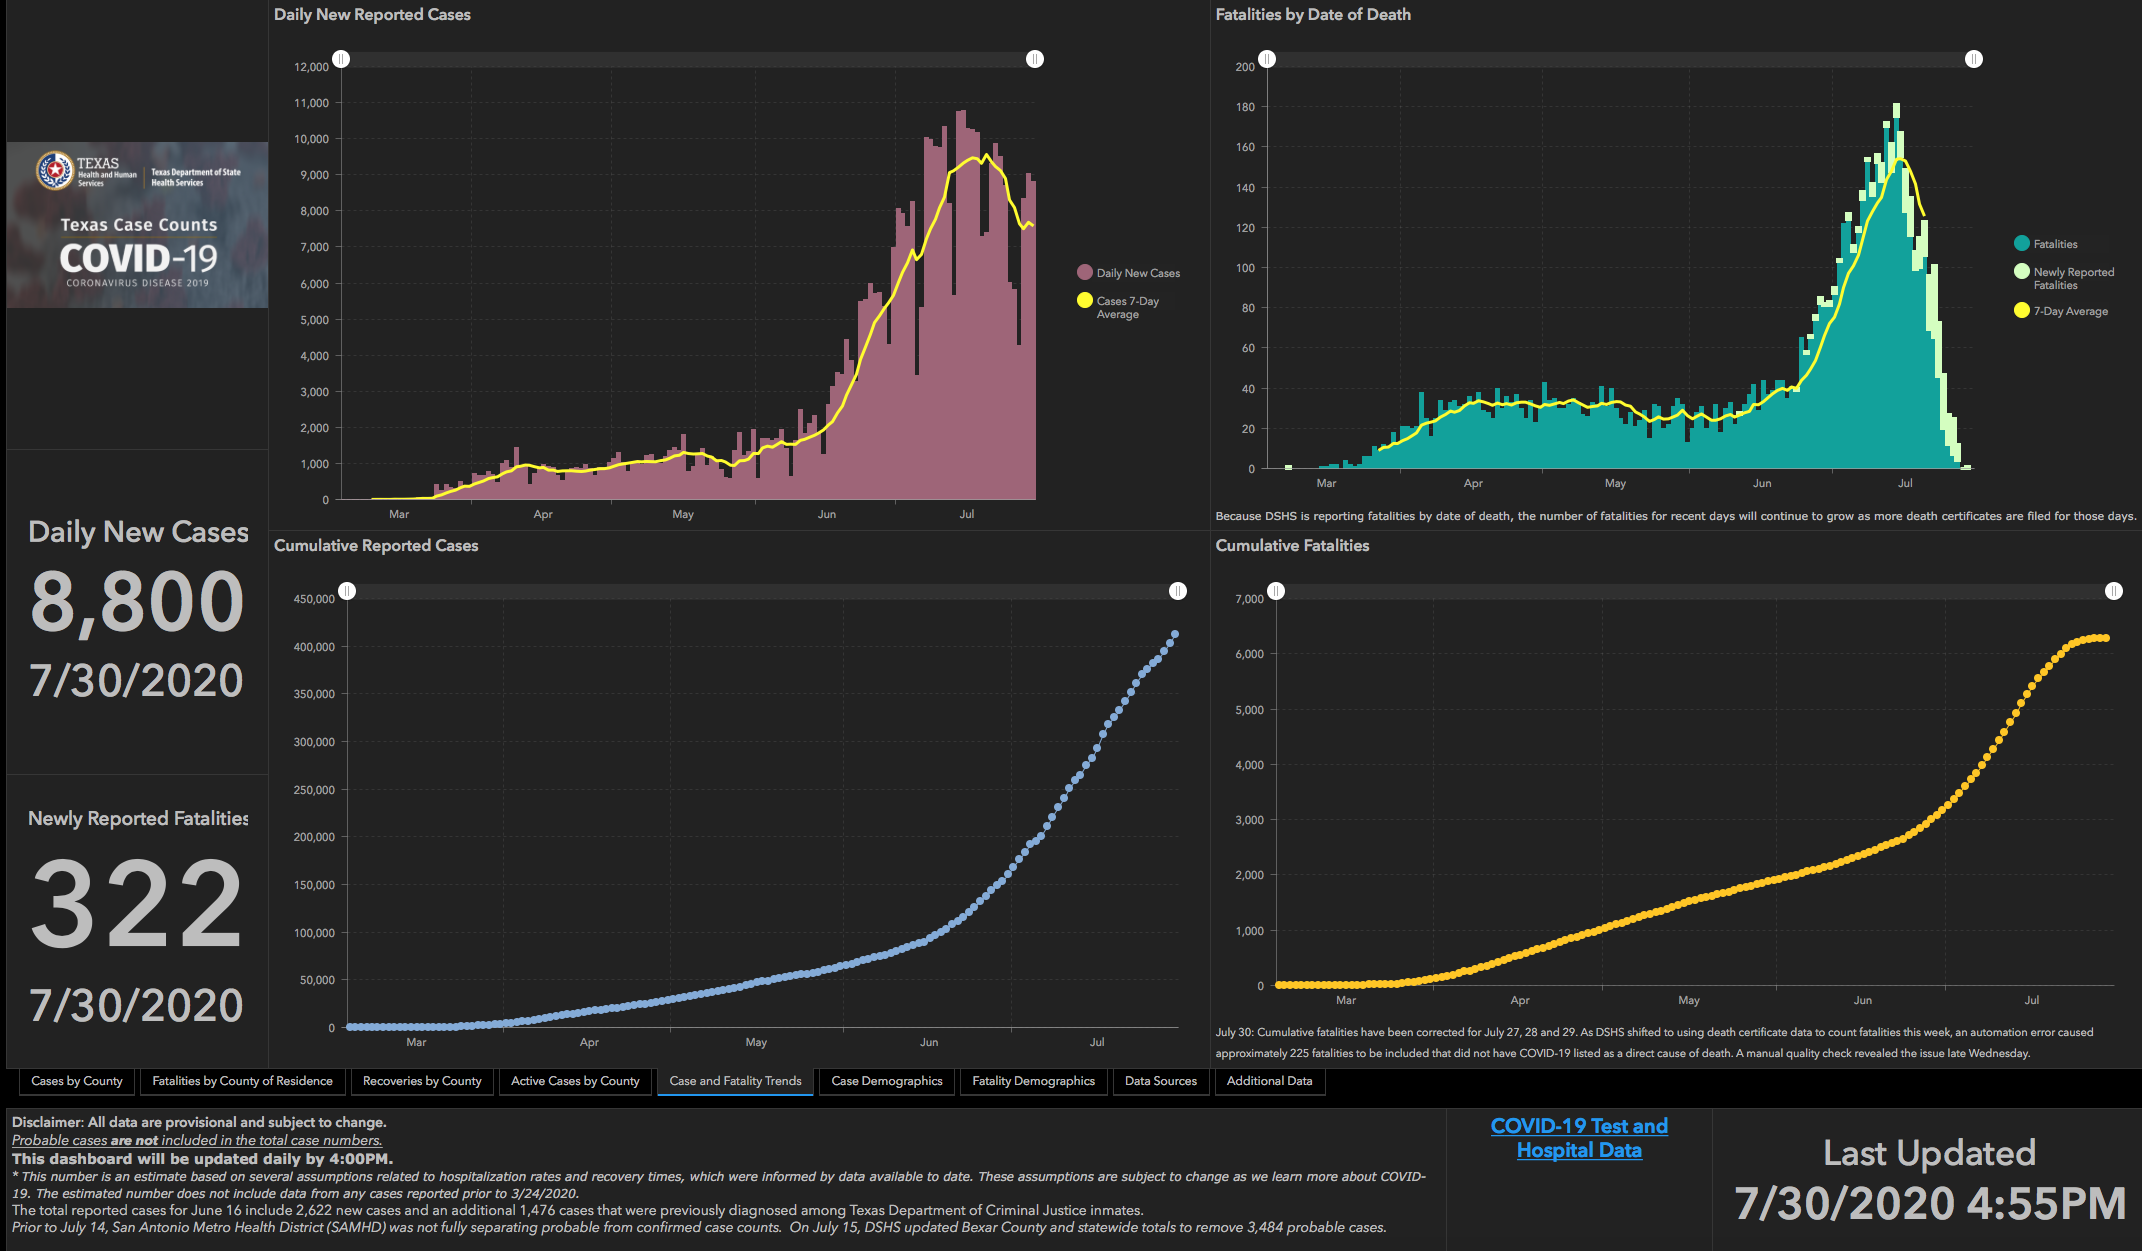 TEXAS
Health and Human
Services
Texas Department of State
Health Services
Texas Case Counts
COVID-19
CORONAVIRUS DISEASE 2019
Daily New Cases
8,800
7/30/2020
Newly Reported Fatalities
322
7/30/2020
Daily New Reported Cases
12,000
11,000
10,000
9,000
8,000
7,000
6,000
5,000
4,000
3,000
2,000
1,000
0
Mar
Apr
May
Jun
Jul
Daily New Cases
Cases 7-Day
Average
Fatalities by Date of Death
200
180
160
140
120
100
80
60
40
20
0
Mar
Apr
May
Jun
Jul
Fatalities
Newly Reported
Fatalities
7-Day Average
Because DSHS is reporting fatalities by date of death, the number of fatalities for recent days will continue to grow as more death certificates are filed for those days.
Cumulative Reported Cases
450,000
400,000
350,000
300,000
250,000
200,000
150,000
100,000
50,000
0
Mar
Apr
May
Jun
Jul
Cumulative Fatalities
7,000
6,000
5,000
4,000
3,000
2,000
1,000
0
Mar
Apr
May
Jun
Jul
July 30: Cumulative fatalities have been corrected for July 27, 28 and 29. As DSHS shifted to using death certificate data to count fatalities this week, an automation error caused
approximately 225 fatalities to be included that did not have COVID-19 listed as a direct cause of death. A manual quality check revealed the issue late Wednesday.
Cases by County
Fatalities by County of Residence
Recoveries by County
Active Cases by County
Case and Fatality Trends
Case Demographics
Fatality Demographics
Data Sources
Additional Data
Disclaimer: All data are provisional and subject to change.
Probable cases are not included in the total case numbers.
This dashboard will be updated daily by 4:00PM.
* This number is an estimate based on several assumptions related to hospitalization rates and recovery times, which were informed by data available to date. These assumptions are subject to change as we learn more about COVID-
19. The estimated number does not include data from any cases reported prior to 3/24/2020.
The total reported cases for June 16 include 2,622 new cases and an additional 1,476 cases that were previously diagnosed among Texas Department of Criminal Justice inmates.
Prior to July 14, San Antonio Metro Health District (SAMHD) was not fully separating probable from confirmed case counts. On July 15, DSHS updated Bexar County and statewide totals to remove 3,484 probable cases.
COVID-19 Test and
Hospital Data
Last Updated
7/30/2020 4:55PM